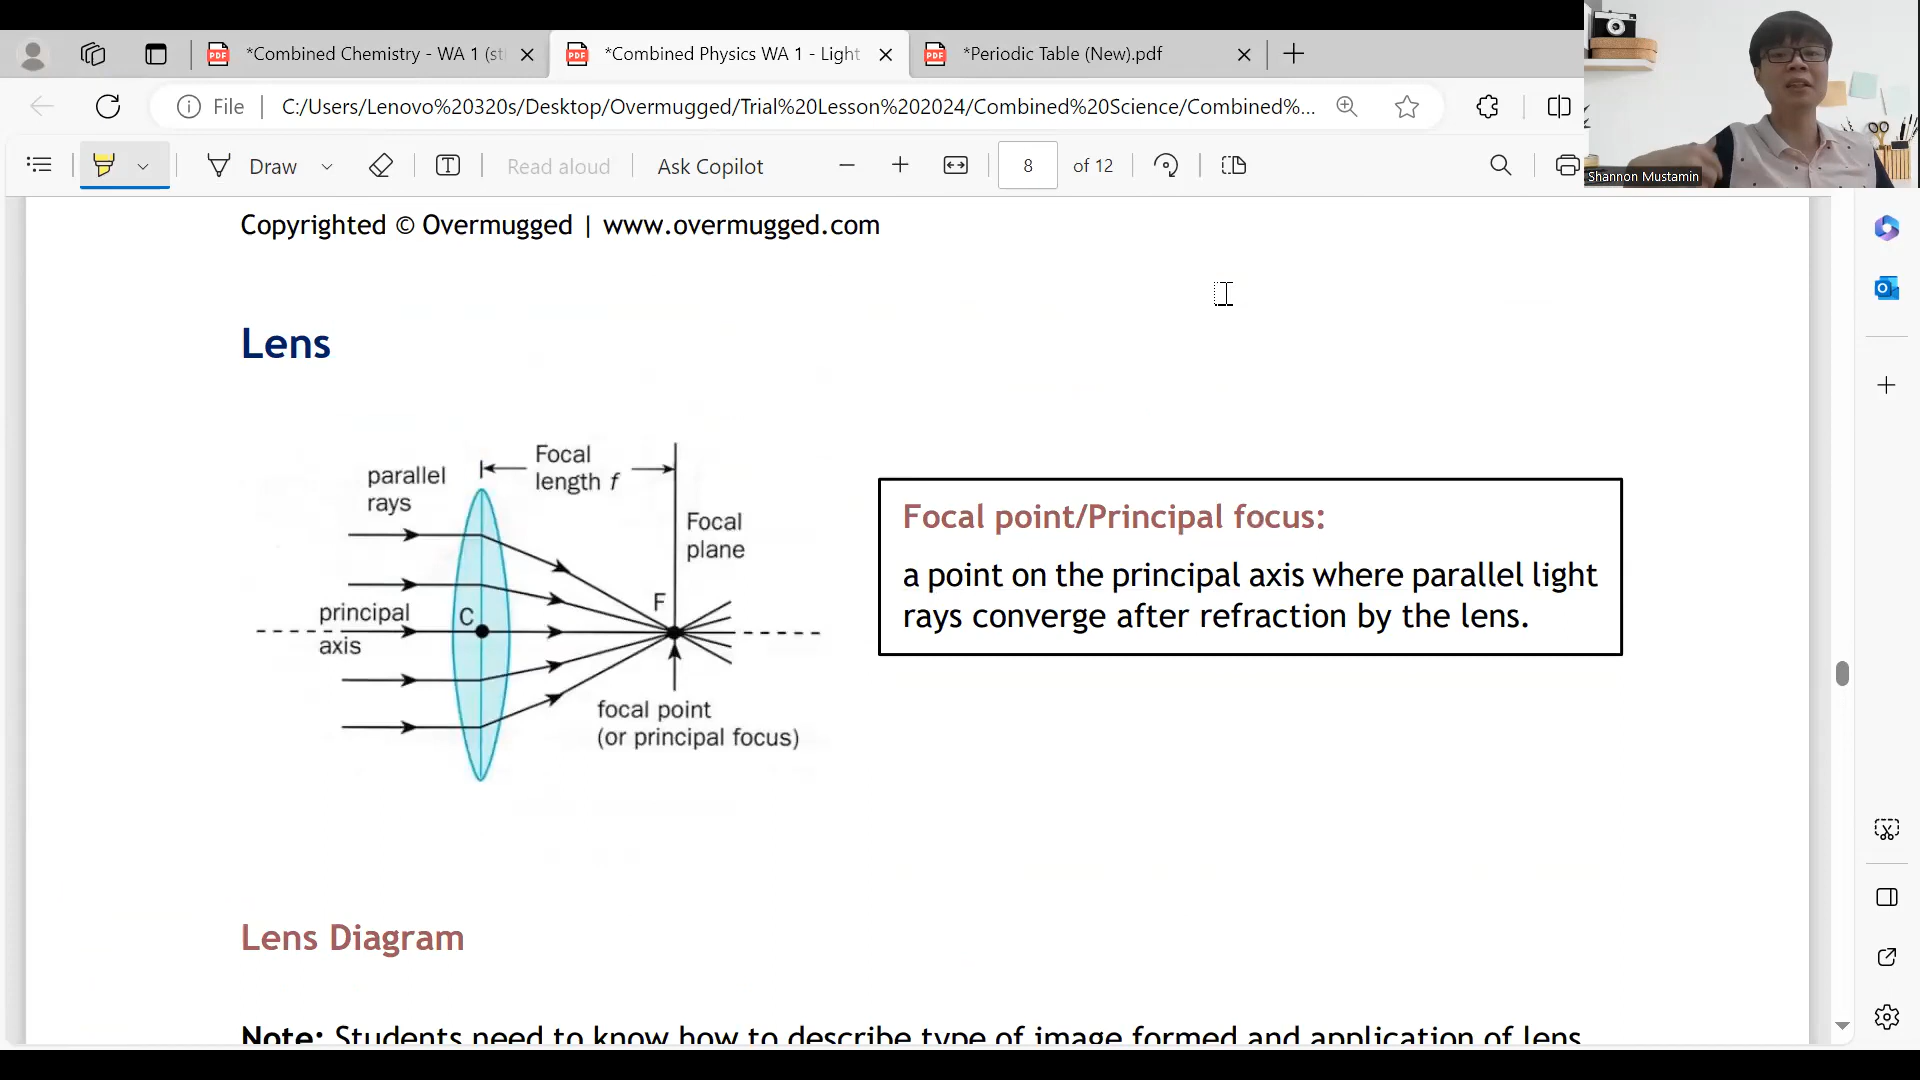 *Combined Chemistry - WA 1 (st
*Combined Physics WA 1 - Light
*Periodic Table (New).pdf
File
C:/Users/Lenovo%20320s/Desktop/Overmugged/Trial%20Lesson%202024/Combined%20Science/Combined%...
Draw
Read aloud
Ask Copilot
8
of 12
Shannon Mustamin
Copyrighted © Overmugged | www.overmugged.com
Lens
parallel
rays
Focal
length f
Focal
plane
principal
axis
C
F
focal point
(or principal focus)
Focal point/Principal focus:
a point on the principal axis where parallel light
rays converge after refraction by the lens.
Lens Diagram
Note: Students need to know how to describe type of image formed and application of lens